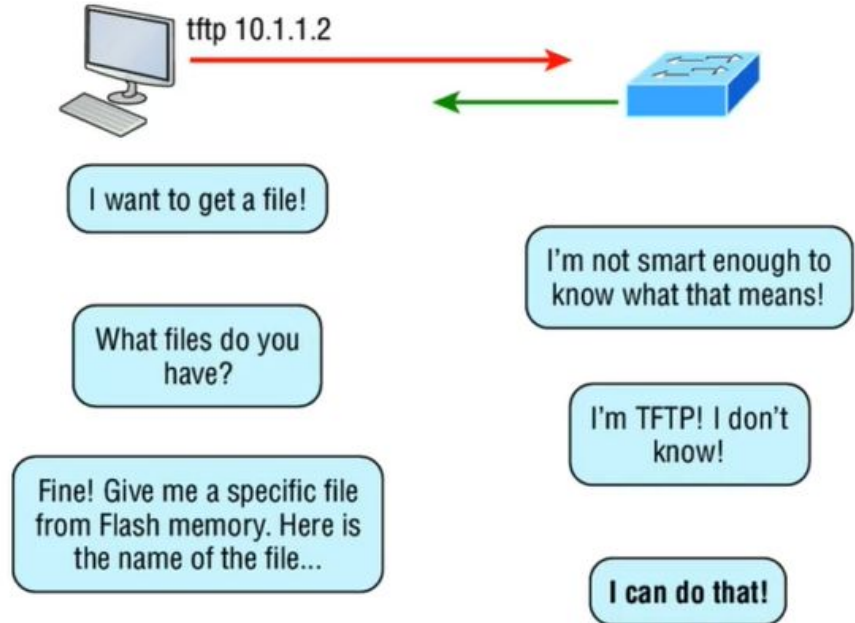 tftp 10.1.1.2
I want to get a file!
I'm not smart enough to
know what that means!
What files do you
have?
I'm TFTP! I don't
know!
Fine! Give me a specific file
from Flash memory. Here is
the name of the file...
I can do that!